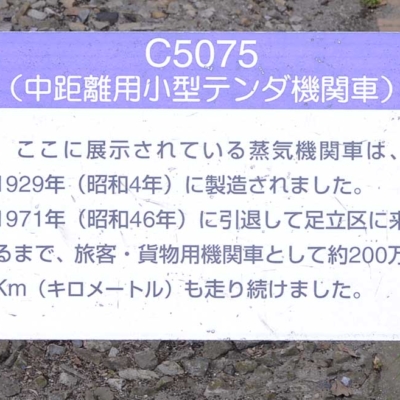 C5075
(中距離用小型テンダ機関車)
ここに展示されている蒸気機関車は、
1929年(昭和4年)に製造されました。
1971年(昭和46年)に引退して足立区に来
るまで、旅客・貨物用機関車として約200万
Km(キロメートル)も走り続けました。